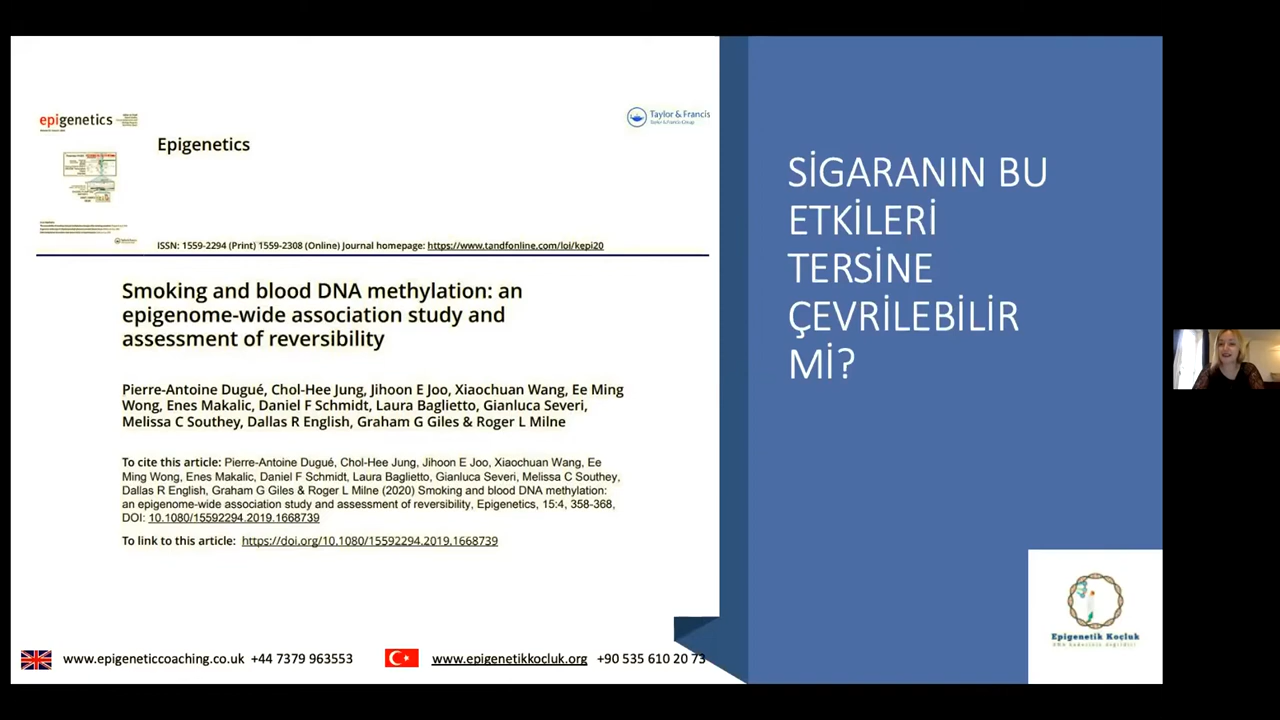 epigenetics
Taylor & Francis
Taylor & Francis Group
Epigenetics
ISSN: 1559-2294 (Print) 1559-2308 (Online) Journal homepage: https://www.tandfonline.com/loi/kepi20
Smoking and blood DNA methylation: an
epigenome-wide association study and
assessment of reversibility
Pierre-Antoine Dugué, Chol-Hee Jung, Jihoon E Joo, Xiaochuan Wang, Ee Ming
Wong, Enes Makalic, Daniel F Schmidt, Laura Baglietto, Gianluca Severi,
Melissa C Southey, Dallas R English, Graham G Giles & Roger L Milne
To cite this article: Pierre-Antoine Dugué, Chol-Hee Jung, Jihoon E Joo, Xiaochuan Wang, Ee
Ming Wong, Enes Makalic, Daniel F Schmidt, Laura Baglietto, Gianluca Severi, Melissa C Southey,
Dallas R English, Graham G Giles & Roger L Milne (2020) Smoking and blood DNA methylation:
an epigenome-wide association study and assessment of reversibility, Epigenetics, 15:4, 358-368,
DOI: 10.1080/15592294.2019.1668739
To link to this article: https://doi.org/10.1080/15592294.2019.1668739
SİGARANIN BU
ETKİLERİ
TERSİNE
ÇEVRİLEBİLİR
Mİ?
Epigenetik Koçluk
www.epigeneticcoaching.co.uk +44 7379 963553
www.epigenetikkocluk.org +90 535 610 20 73